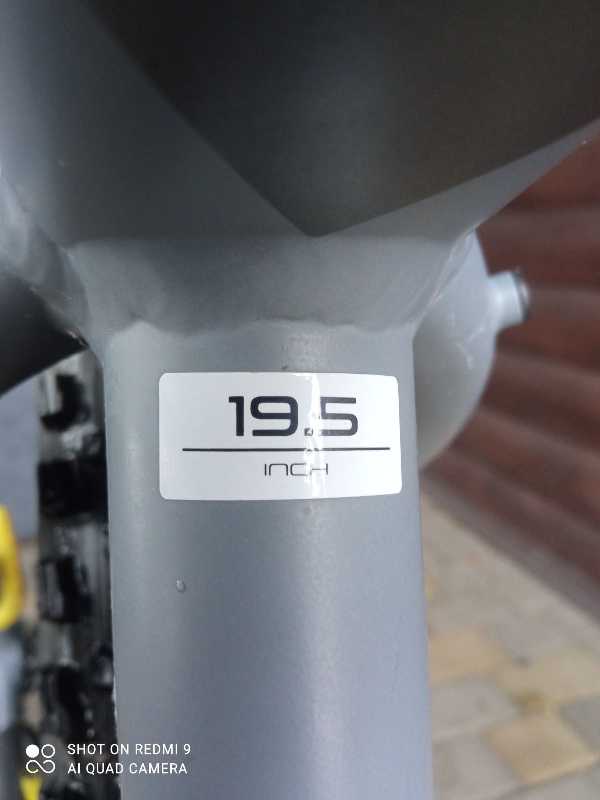 19.5
INCH
SHOT ON REDMI 9
AI QUAD CAMERA